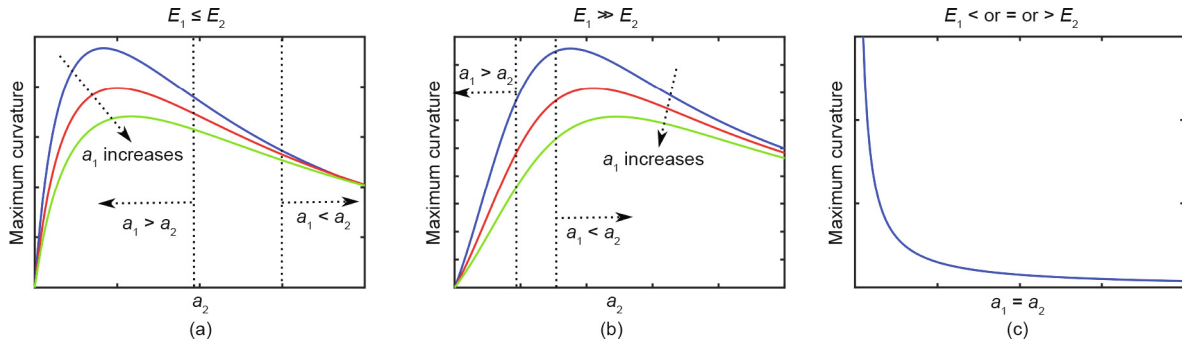 E₁ ≤ E₂
Maximum curvature
a₁ increases
a₁ > a₂
a₁ < a₂
a₂
(a)
E₁ ≫ E₂
Maximum curvature
a₁ > a₂
a₁ increases
a₁ < a₂
a₂
(b)
E₁ < or = or > E₂
Maximum curvature
a₁ = a₂
(c)